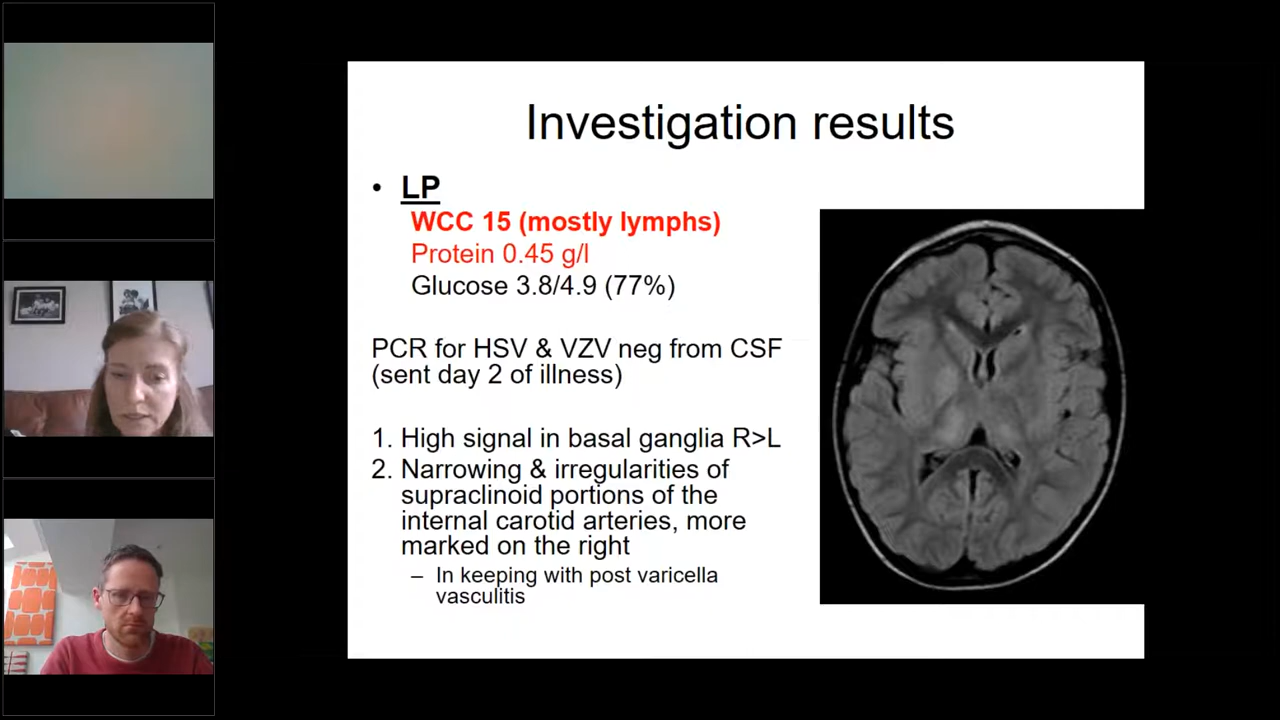 Investigation results
• LP
WCC 15 (mostly lymphs)
Protein 0.45 g/l
Glucose 3.8/4.9 (77%)
PCR for HSV & VZV neg from CSF
(sent day 2 of illness)
1. High signal in basal ganglia R>L
2. Narrowing & irregularities of
supraclinoid portions of the
internal carotid arteries, more
marked on the right
– In keeping with post varicella
vasculitis